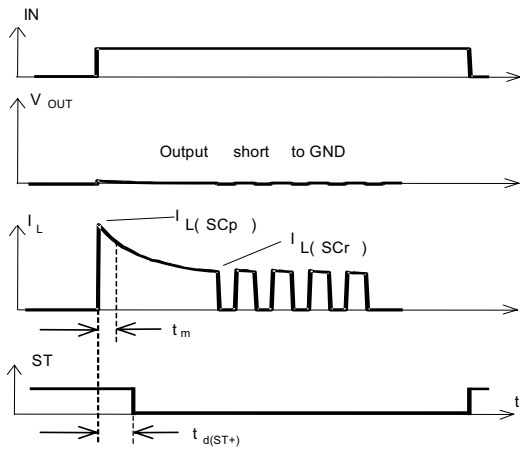 IN
V OUT
Output short to GND
I L
I L( SCp )
I L( SCr )
t m
ST
t
t d(ST+)